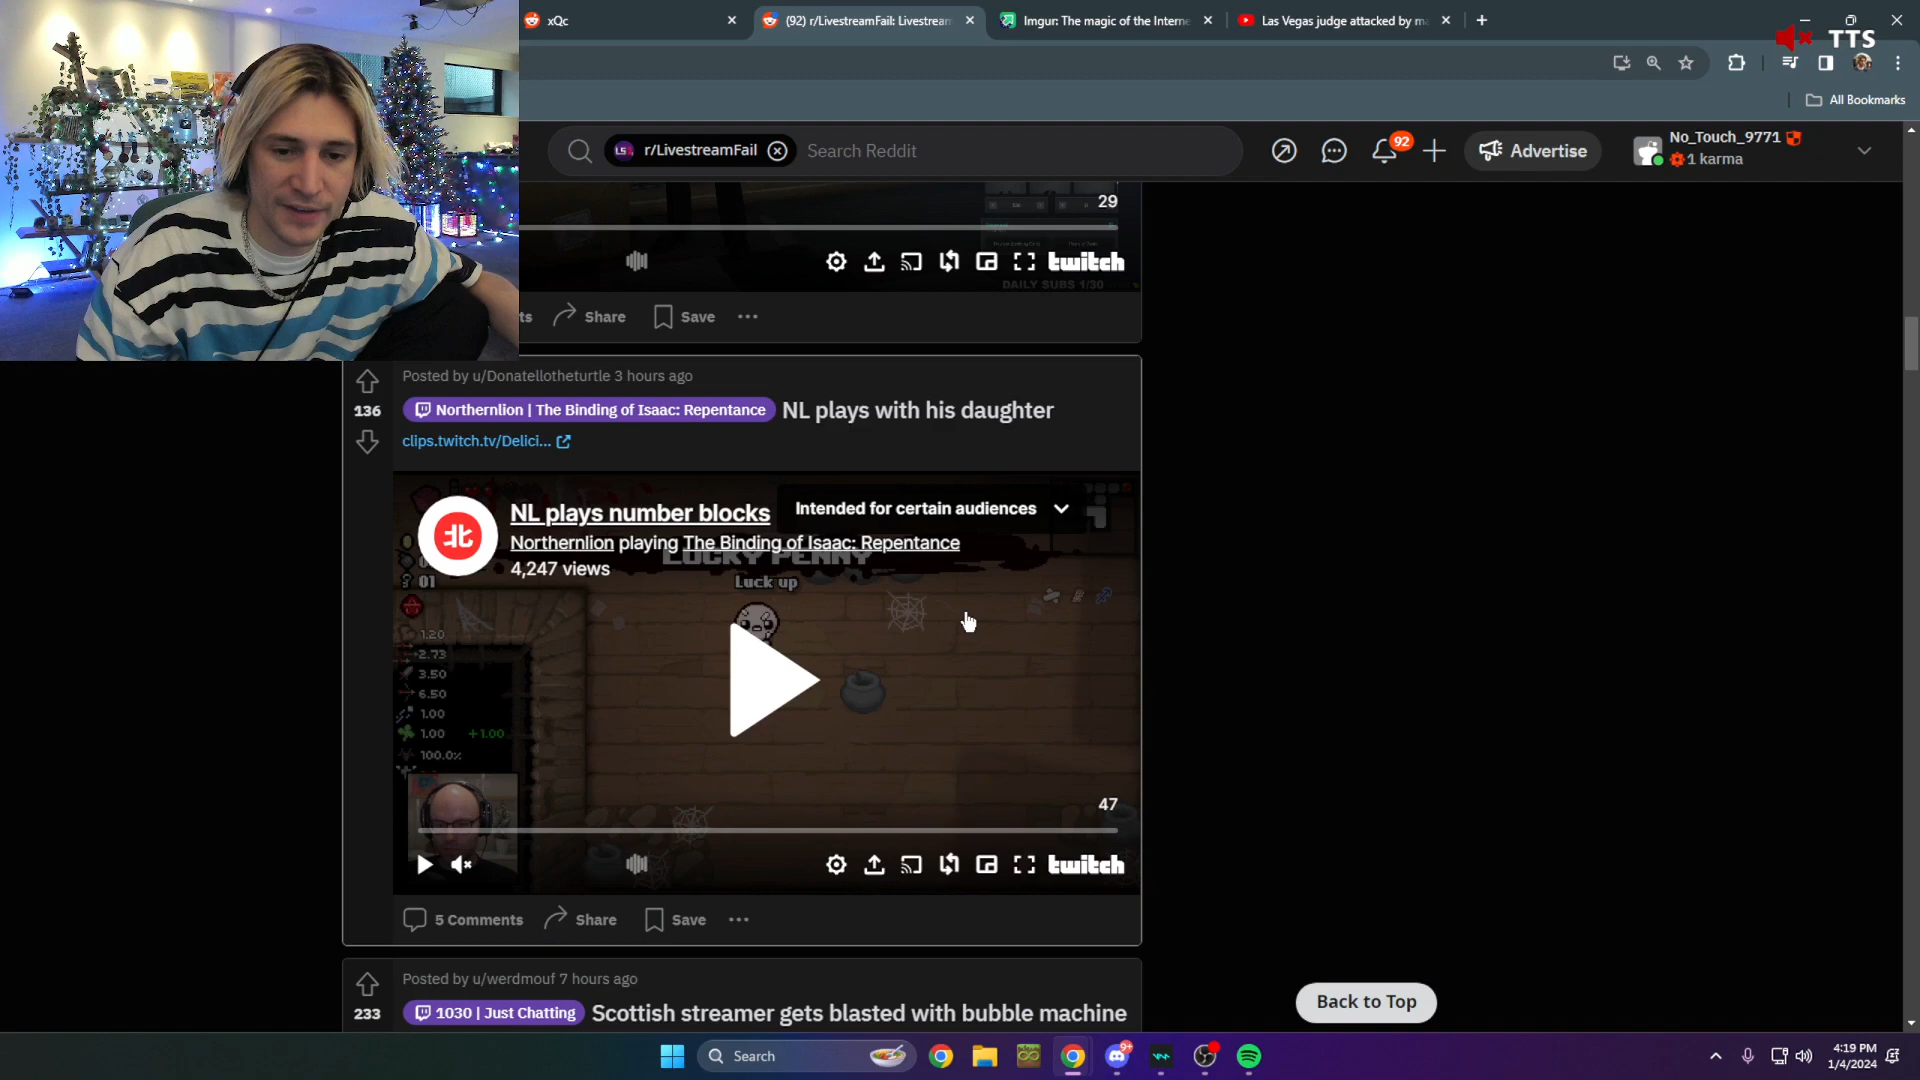 xQc
(92) r/LivestreamFail: Livestream
Imgur: The magic of the Interne
Las Vegas judge attacked by m
TTS
All Bookmarks
r/LivestreamFail
Search Reddit
92
Advertise
No_Touch_9771
1 karma
29
twitch
DAILY SUBS 1/30
ts
Share
Save
Posted by u/Donatellotheturtle 3 hours ago
136
Northernlion | The Binding of Isaac: Repentance
NL plays with his daughter
clips.twitch.tv/Delici...
NL plays number blocks
Intended for certain audiences
Northernlion playing The Binding of Isaac: Repentance
LUCKY PENNY
4,247 views
01
Luck up
1.20
+2.73
3.50
6.50
1.00
1.00 +1.00
100.0%
47
twitch
5 Comments
Share
Save
Posted by u/werdmouf 7 hours ago
233
1030 | Just Chatting
Scottish streamer gets blasted with bubble machine
Back to Top
Search
9+
4:19 PM
1/4/2024